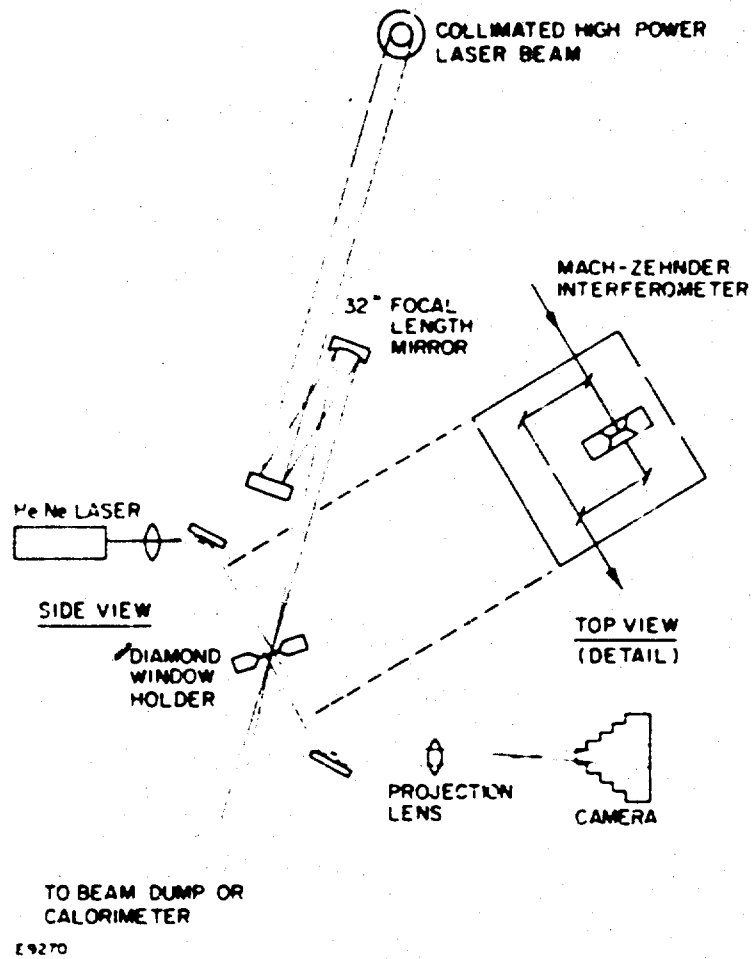 COLLIMATED HIGH POWER
LASER BEAM
MACH-ZEHNDER
INTERFEROMETER
32" FOCAL
LENGTH
MIRROR
He Ne LASER
SIDE VIEW
TOP VIEW
(DETAIL)
DIAMOND
WINDOW
HOLDER
PROJECTION
LENS
CAMERA
TO BEAM DUMP OR
CALORIMETER
E9270